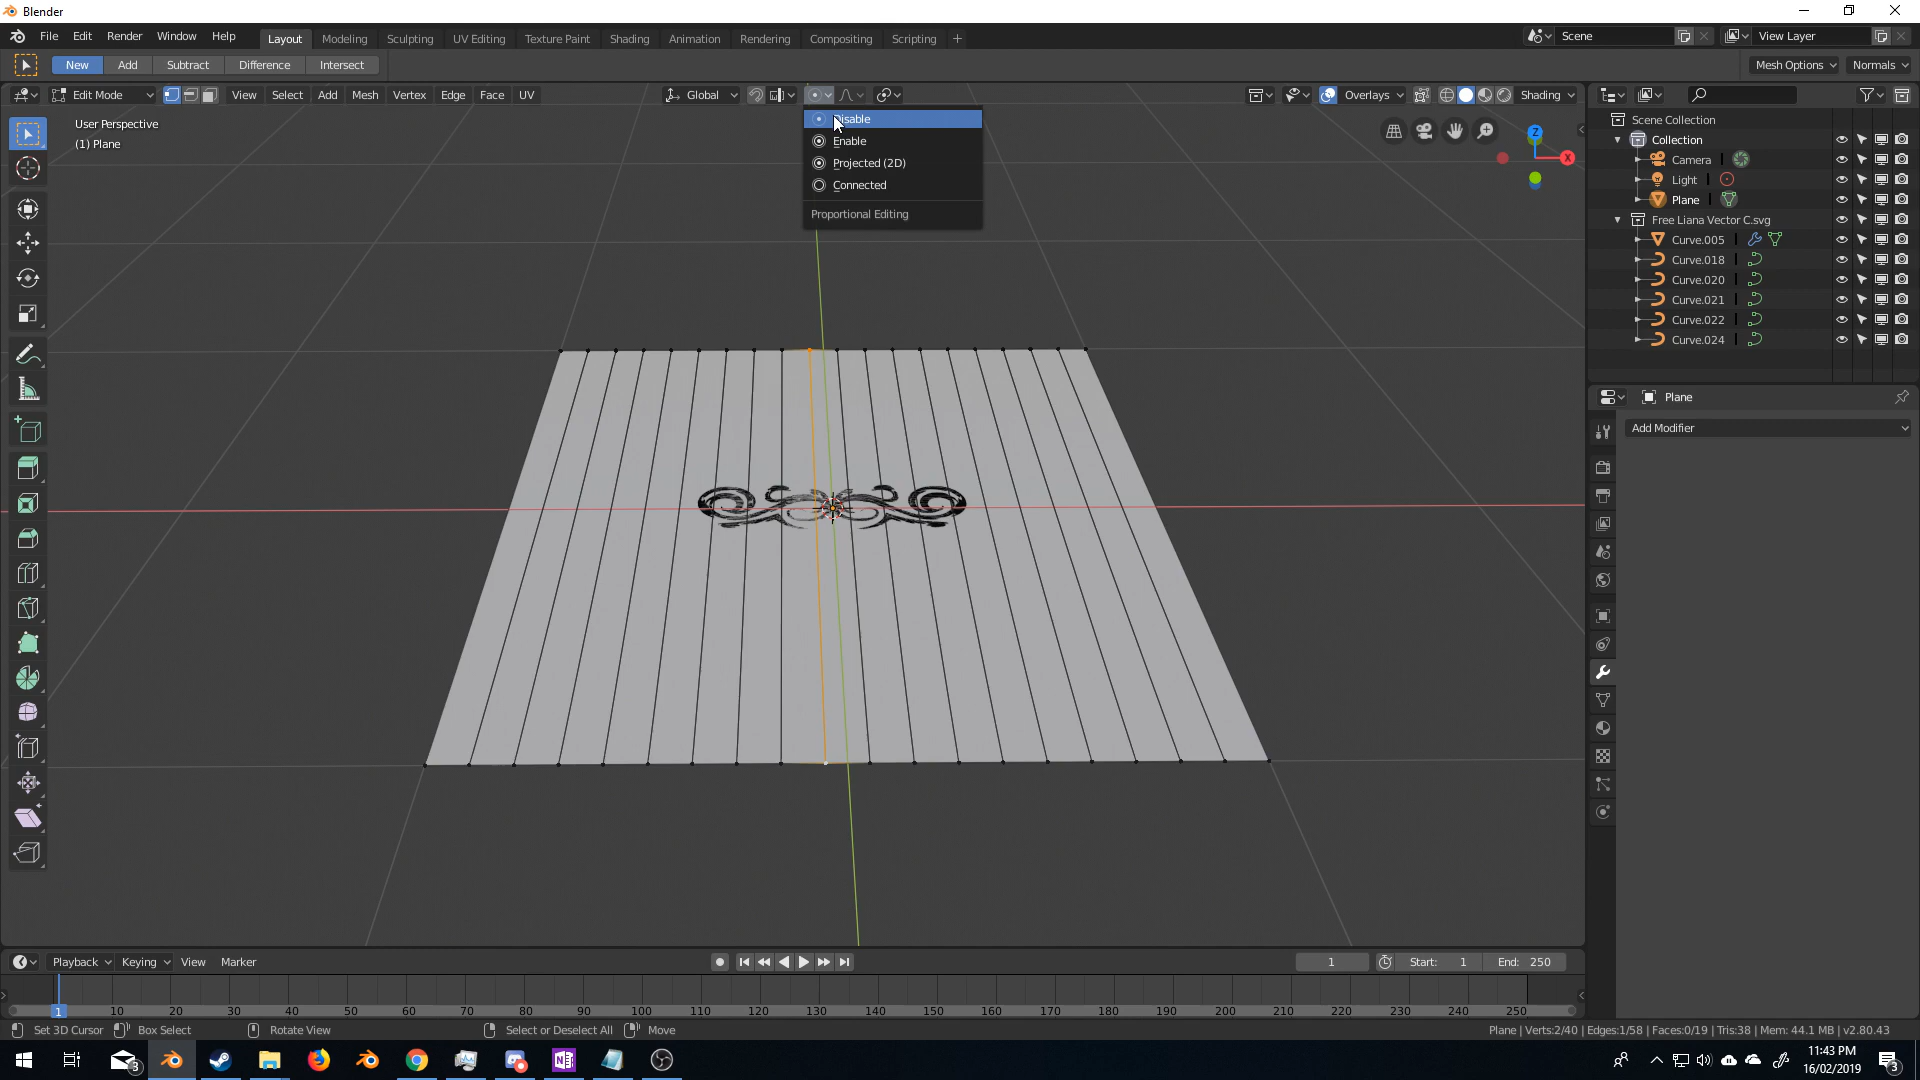 Blender
File Edit Render Window Help Layout Modeling Sculpting UV Editing Texture Paint Shading Animation Rendering Compositing Scripting + Scene View Layer
New Add Subtract Difference Intersect Mesh Options Normals
Edit Mode View Select Add Mesh Vertex Edge Face UV Global Overlays Shading
User Perspective
(1) Plane
Disable
Enable
Projected (2D)
Connected
Proportional Editing
Z
X
Scene Collection
Collection
Camera
Light
Plane
Free Liana Vector C.svg
Curve.005
Curve.018
Curve.020
Curve.021
Curve.022
Curve.024
Plane
Add Modifier
Playback Keying View Marker 1 Start: 1 End: 250
1 10 20 30 40 50 60 70 80 90 100 110 120 130 140 150 160 170 180 190 200 210 220 230 240 250
Set 3D Cursor Box Select Rotate View Select or Deselect All Move Plane | Verts:2/40 | Edges:1/58 | Faces:0/19 | Tris:38 | Mem: 44.1 MB | v2.80.43
3 11:43 PM
16/02/2019 3